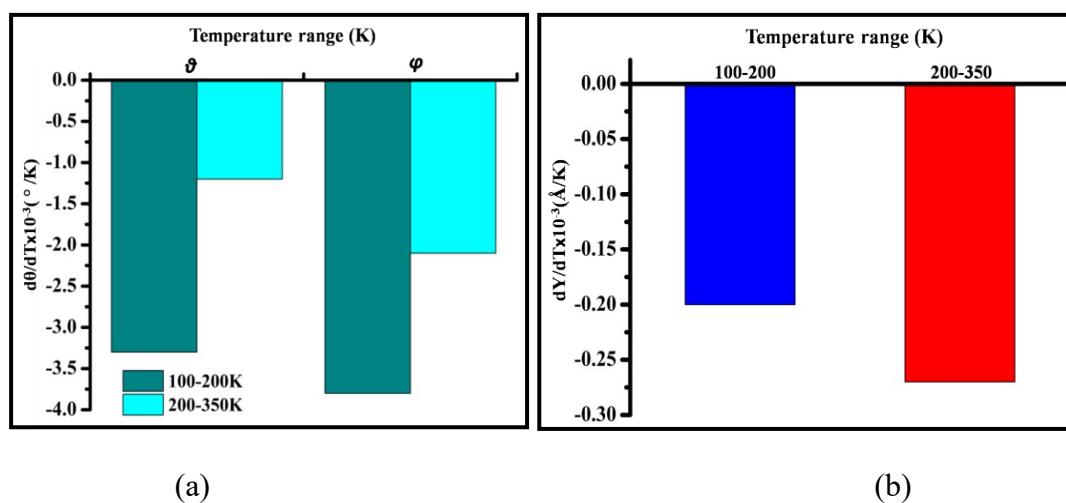 Temperature range (K)
ϑ φ
0.0
-0.5
-1.0
-1.5
-2.0
-2.5
-3.0
-3.5
-4.0
dθ/dTx10⁻³( °/K)
100-200K
200-350K
(a)
Temperature range (K)
100-200 200-350
0.00
-0.05
-0.10
-0.15
-0.20
-0.25
-0.30
dY/dTx10⁻³(Å/K)
(b)